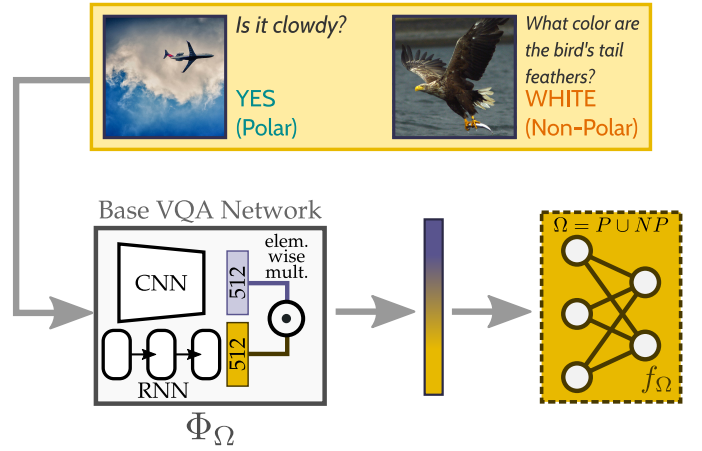 Is it clowdy?
YES
(Polar)
What color are
the bird's tail
feathers?
WHITE
(Non-Polar)
Base VQA Network
CNN
512
elem.
wise
mult.
512
RNN
Φ_Ω
Ω = P ∪ NP
f_Ω